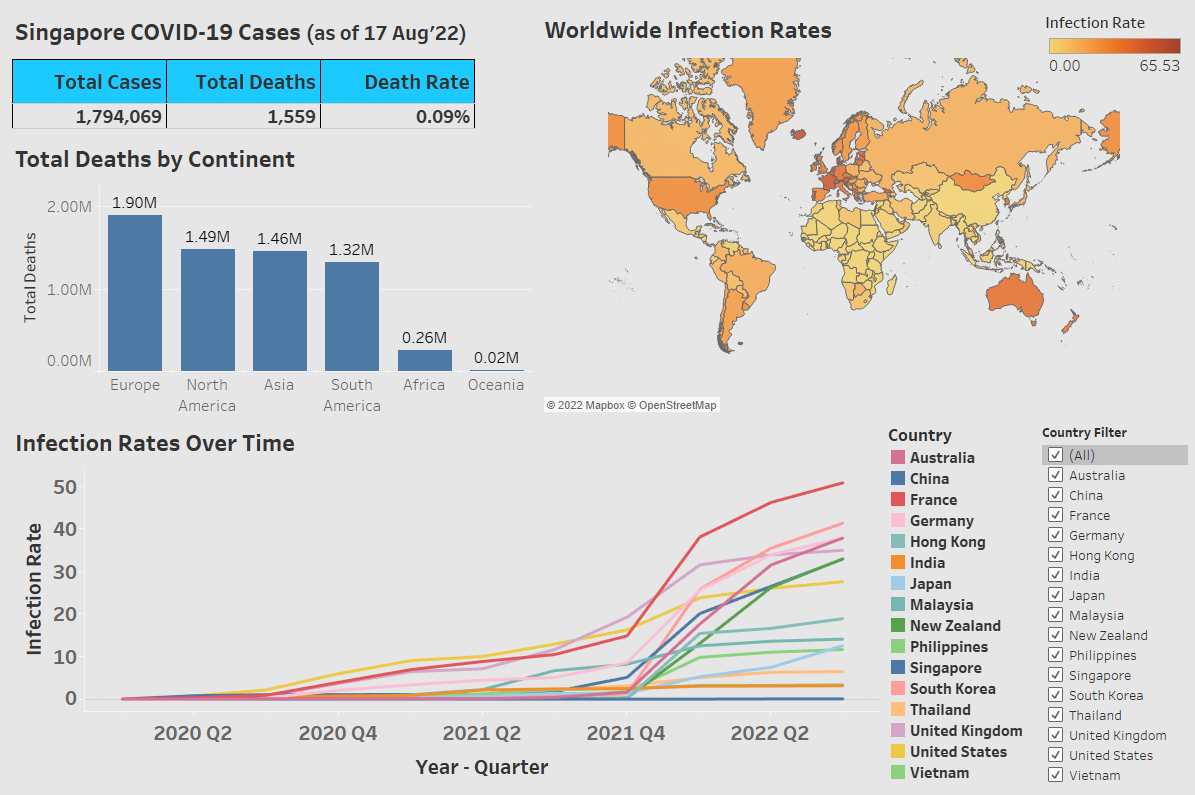 Singapore COVID-19 Cases (as of 17 Aug’22)
Total Cases Total Deaths Death Rate
1,794,069 1,559 0.09%
Total Deaths by Continent
Total Deaths
2.00M
1.00M
0.00M
1.90M
1.49M
1.46M
1.32M
0.26M
0.02M
Europe
North
America
Asia
South
America
Africa
Oceania
Worldwide Infection Rates
Infection Rate
0.00 65.53
© 2022 Mapbox © OpenStreetMap
Infection Rates Over Time
Infection Rate
50
40
30
20
10
0
2020 Q2 2020 Q4 2021 Q2 2021 Q4 2022 Q2
Year - Quarter
Country
Australia
China
France
Germany
Hong Kong
India
Japan
Malaysia
New Zealand
Philippines
Singapore
South Korea
Thailand
United Kingdom
United States
Vietnam
Country Filter
(All)
Australia
China
France
Germany
Hong Kong
India
Japan
Malaysia
New Zealand
Philippines
Singapore
South Korea
Thailand
United Kingdom
United States
Vietnam